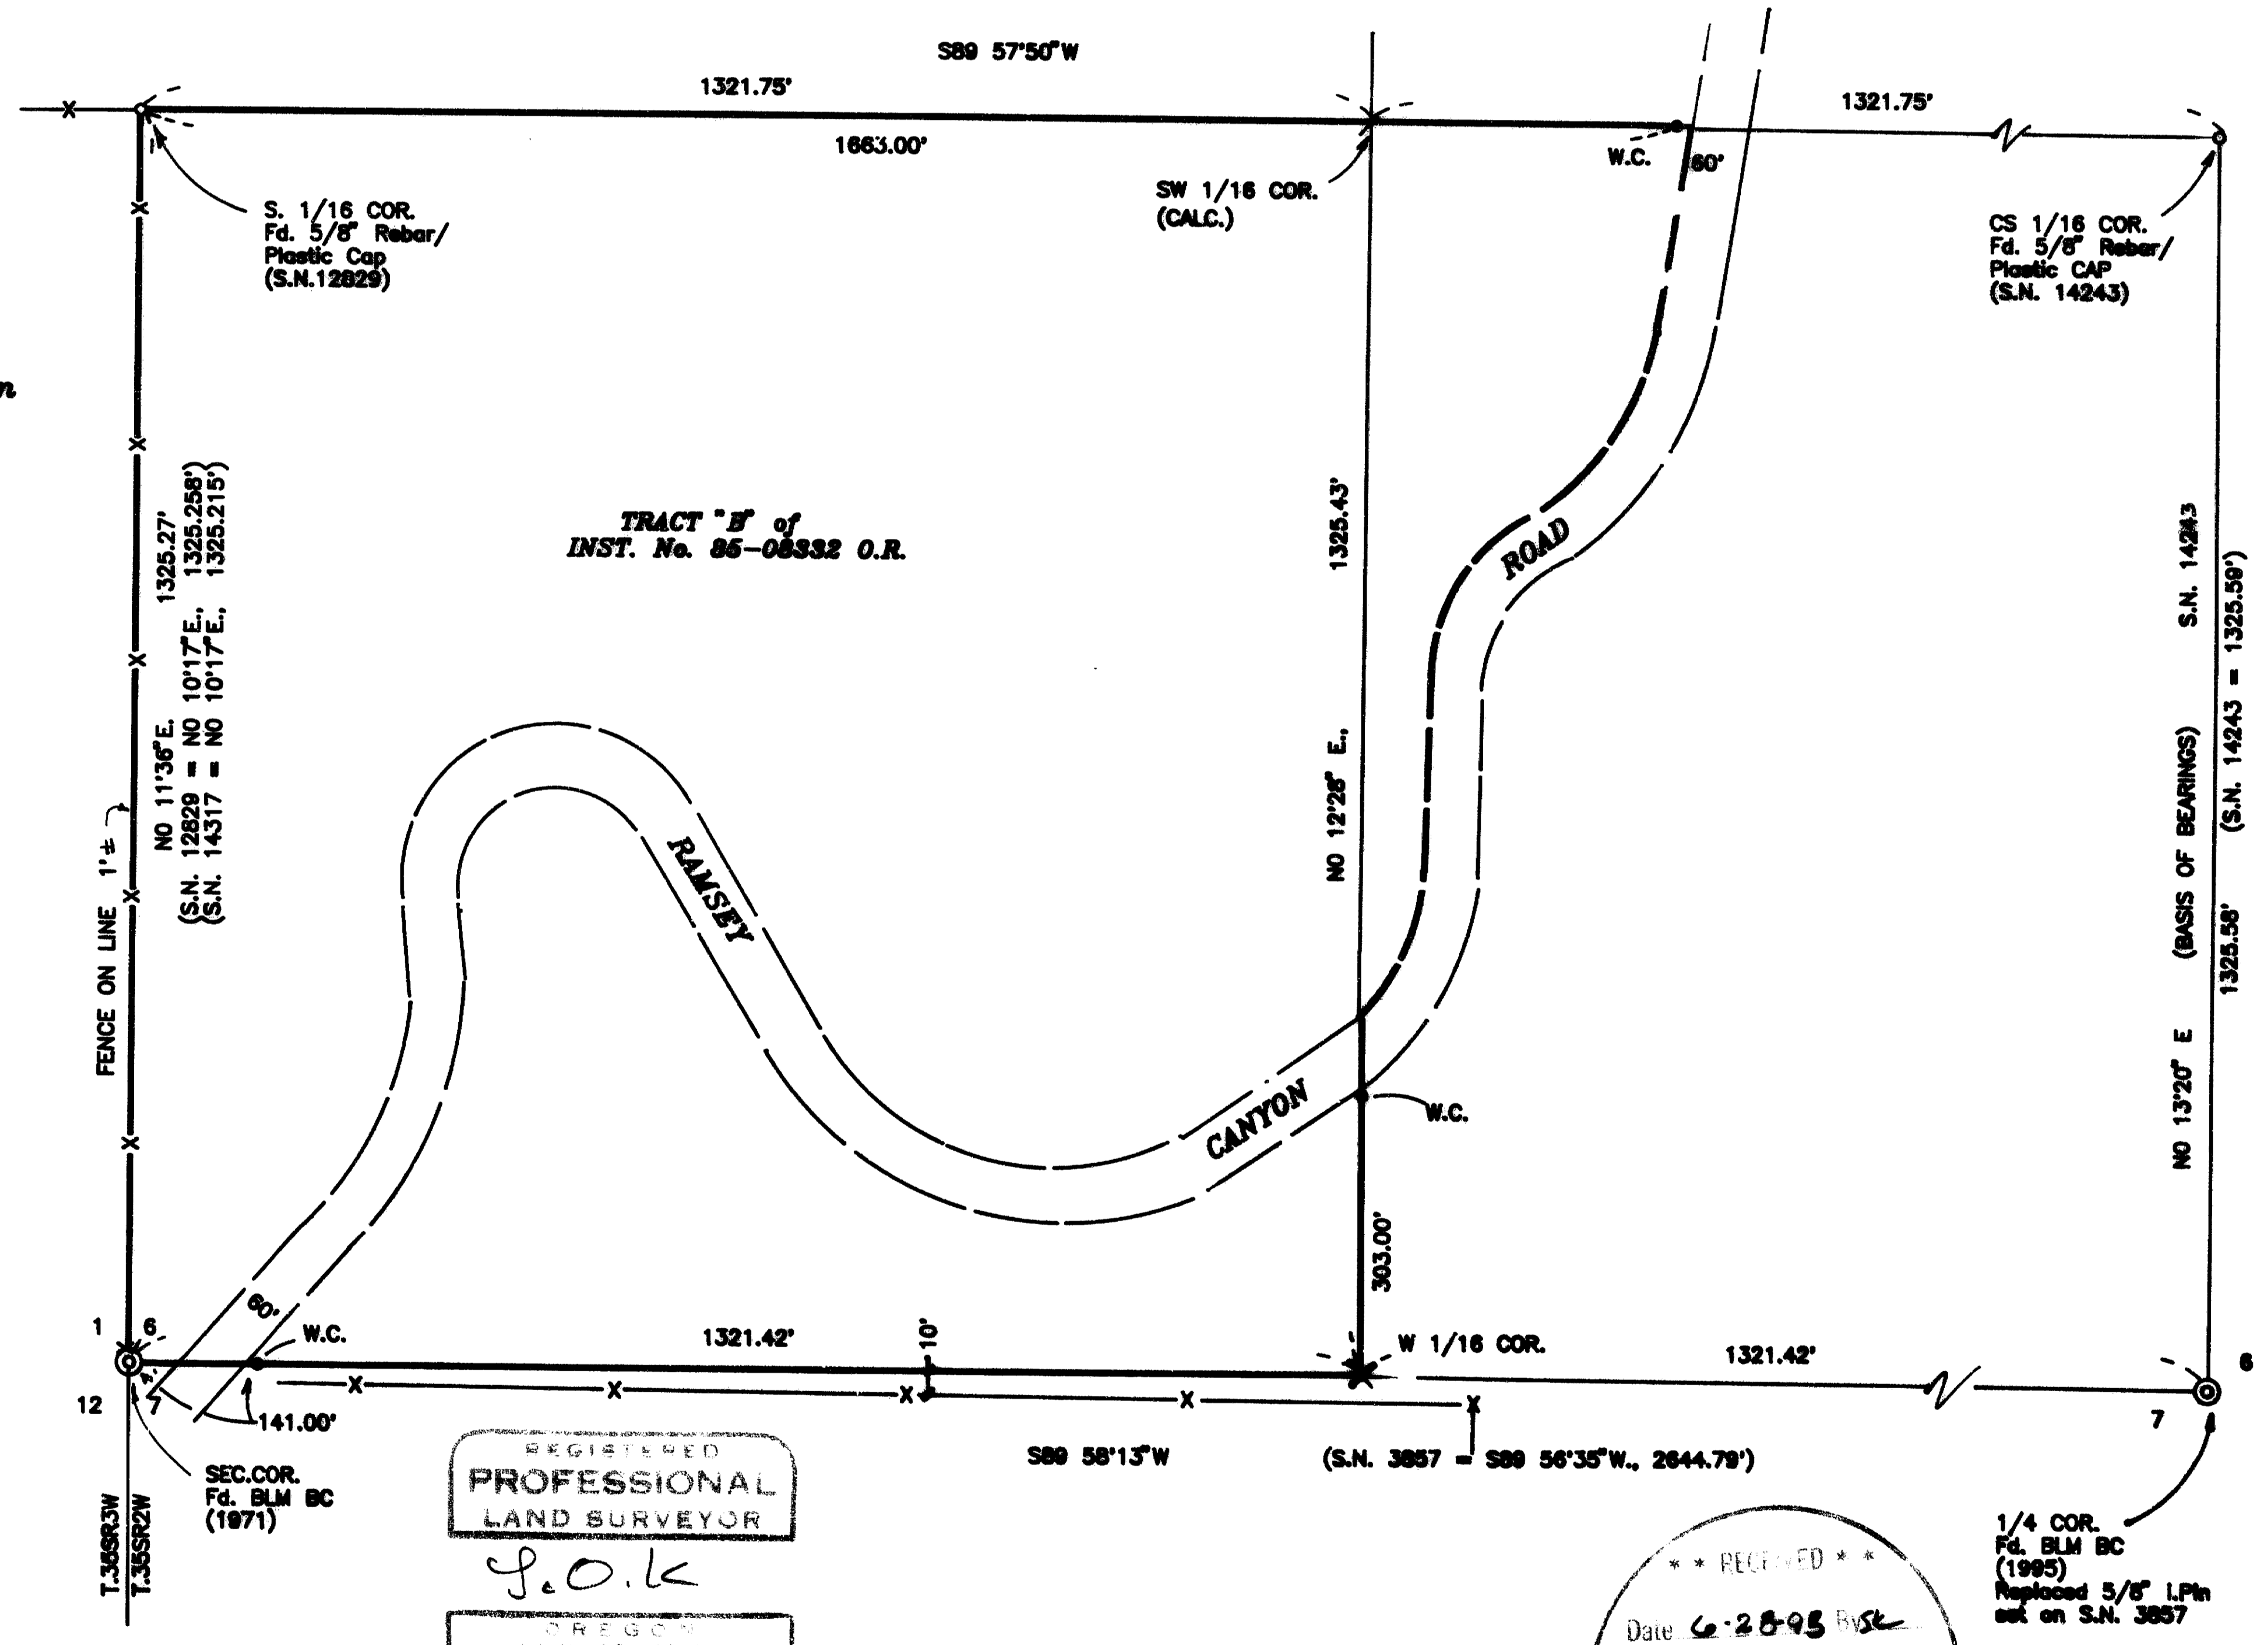 S89 57'50"W
1321.75'
1321.75'
1663.00'
W.C.
60'
SW 1/16 COR.
(CALC.)
S. 1/16 COR.
Fd. 5/8" Rebar/
Plastic Cap
(S.N.12829)
CS 1/16 COR.
Fd. 5/8" Rebar/
Plastic CAP
(S.N. 14243)
n
TRACT "B" of
INST. No. 85-08332 O.R.
FENCE ON LINE 1'±
N0 11'36"E. 1325.27'
(S.N. 12829 = N0 10'17"E., 1325.258')
(S.N. 14317 = N0 10'17"E., 1325.215')
N0 12'28" E., 1325.43'
ROAD
N0 13'20" E (BASIS OF BEARINGS) S.N. 14243
1325.58' (S.N. 14243 = 1325.59')
RAMSEY
CANYON
W.C.
303.00'
60'
1 6
W.C.
1321.42'
10'
W 1/16 COR.
1321.42'
6
12 7
141.00'
7
SEC.COR.
Fd. BLM BC
(1971)
T.35SR3W
T.35SR2W
S89 58'13"W
(S.N. 3857 = S89 56'35"W., 2644.79')
REGISTERED
PROFESSIONAL
LAND SURVEYOR
J.O.K
OREGON
* * RECEIVED * *
Date 6-28-95 By SK
1/4 COR.
Fd. BLM BC
(1995)
Replaced 5/8" I.Pin
set on S.N. 3857